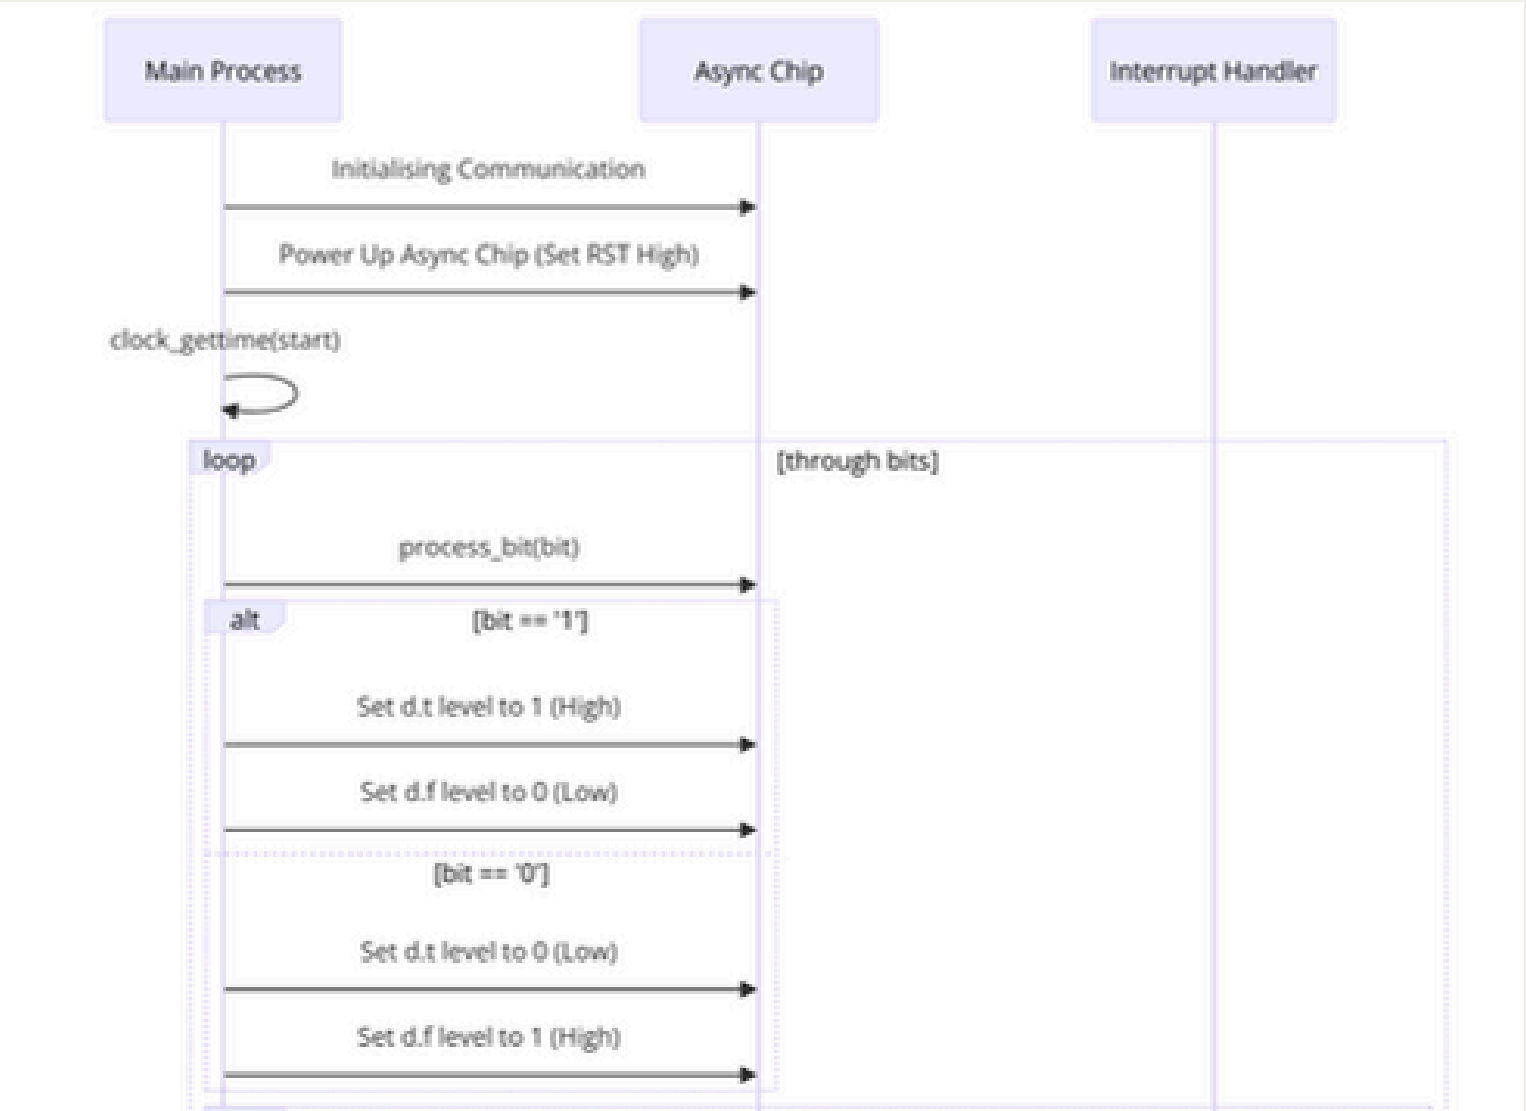 Main Process
Async Chip
Interrupt Handler
Initialising Communication
Power Up Async Chip (Set RST High)
clock_gettime(start)
loop
[through bits]
process_bit(bit)
alt
[bit == '1']
Set d.t level to 1 (High)
Set d.f level to 0 (Low)
[bit == '0']
Set d.t level to 0 (Low)
Set d.f level to 1 (High)